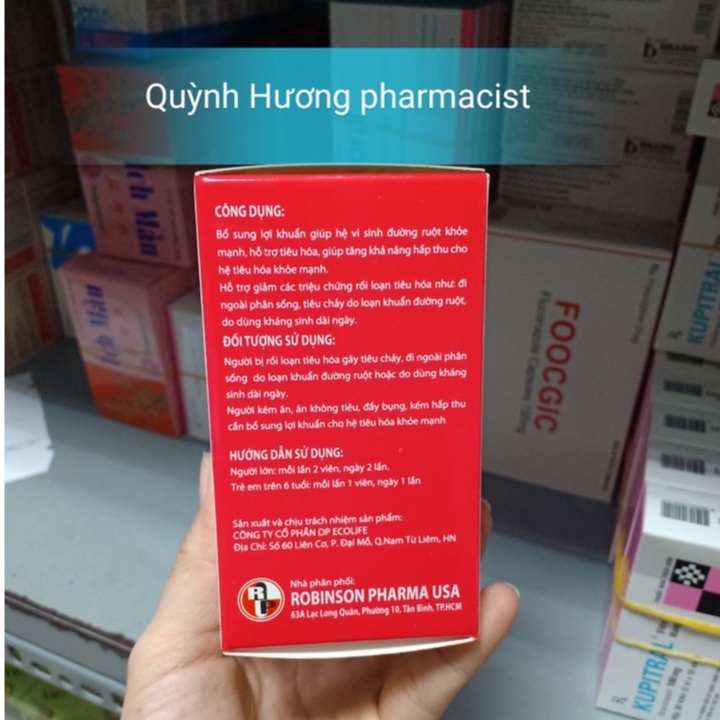 Quỳnh Hương pharmacist
CÔNG DỤNG:
Bổ sung lợi khuẩn giúp hệ vi sinh đường ruột khỏe
mạnh, hỗ trợ tiêu hóa, giúp tăng khả năng hấp thu cho
hệ tiêu hóa khỏe mạnh.
Hỗ trợ giảm các triệu chứng rối loạn tiêu hóa như: đi
ngoài phân sống, tiêu chảy do loạn khuẩn đường ruột,
do dùng kháng sinh dài ngày.
ĐỐI TƯỢNG SỬ DỤNG:
Người bị rối loạn tiêu hóa gây tiêu chảy, đi ngoài phân
sống do loạn khuẩn đường ruột hoặc do dùng kháng
sinh dài ngày.
Người kém ăn, ăn không tiêu, đầy bụng, kém hấp thu
cần bổ sung lợi khuẩn cho hệ tiêu hóa khỏe mạnh
HƯỚNG DẪN SỬ DỤNG:
Người lớn: mỗi lần 2 viên, ngày 2 lần.
Trẻ em trên 6 tuổi: mỗi lần 1 viên, ngày 1 lần
Sản xuất và chịu trách nhiệm sản phẩm:
CÔNG TY CỔ PHẦN DP ECOLIFE
Địa Chỉ: Số 60 Liên Cơ, P. Đại Mỗ, Q.Nam Từ Liêm, HN
Nhà phân phối:
ROBINSON PHARMA USA
63A Lạc Long Quân, Phường 10, Tân Bình, TP.HCM
RP
Ích Mẫu
Ích Mẫu
FOOCGIC
Fluconazole Capsules 150mg
KUPITRAL
KUPITRAL